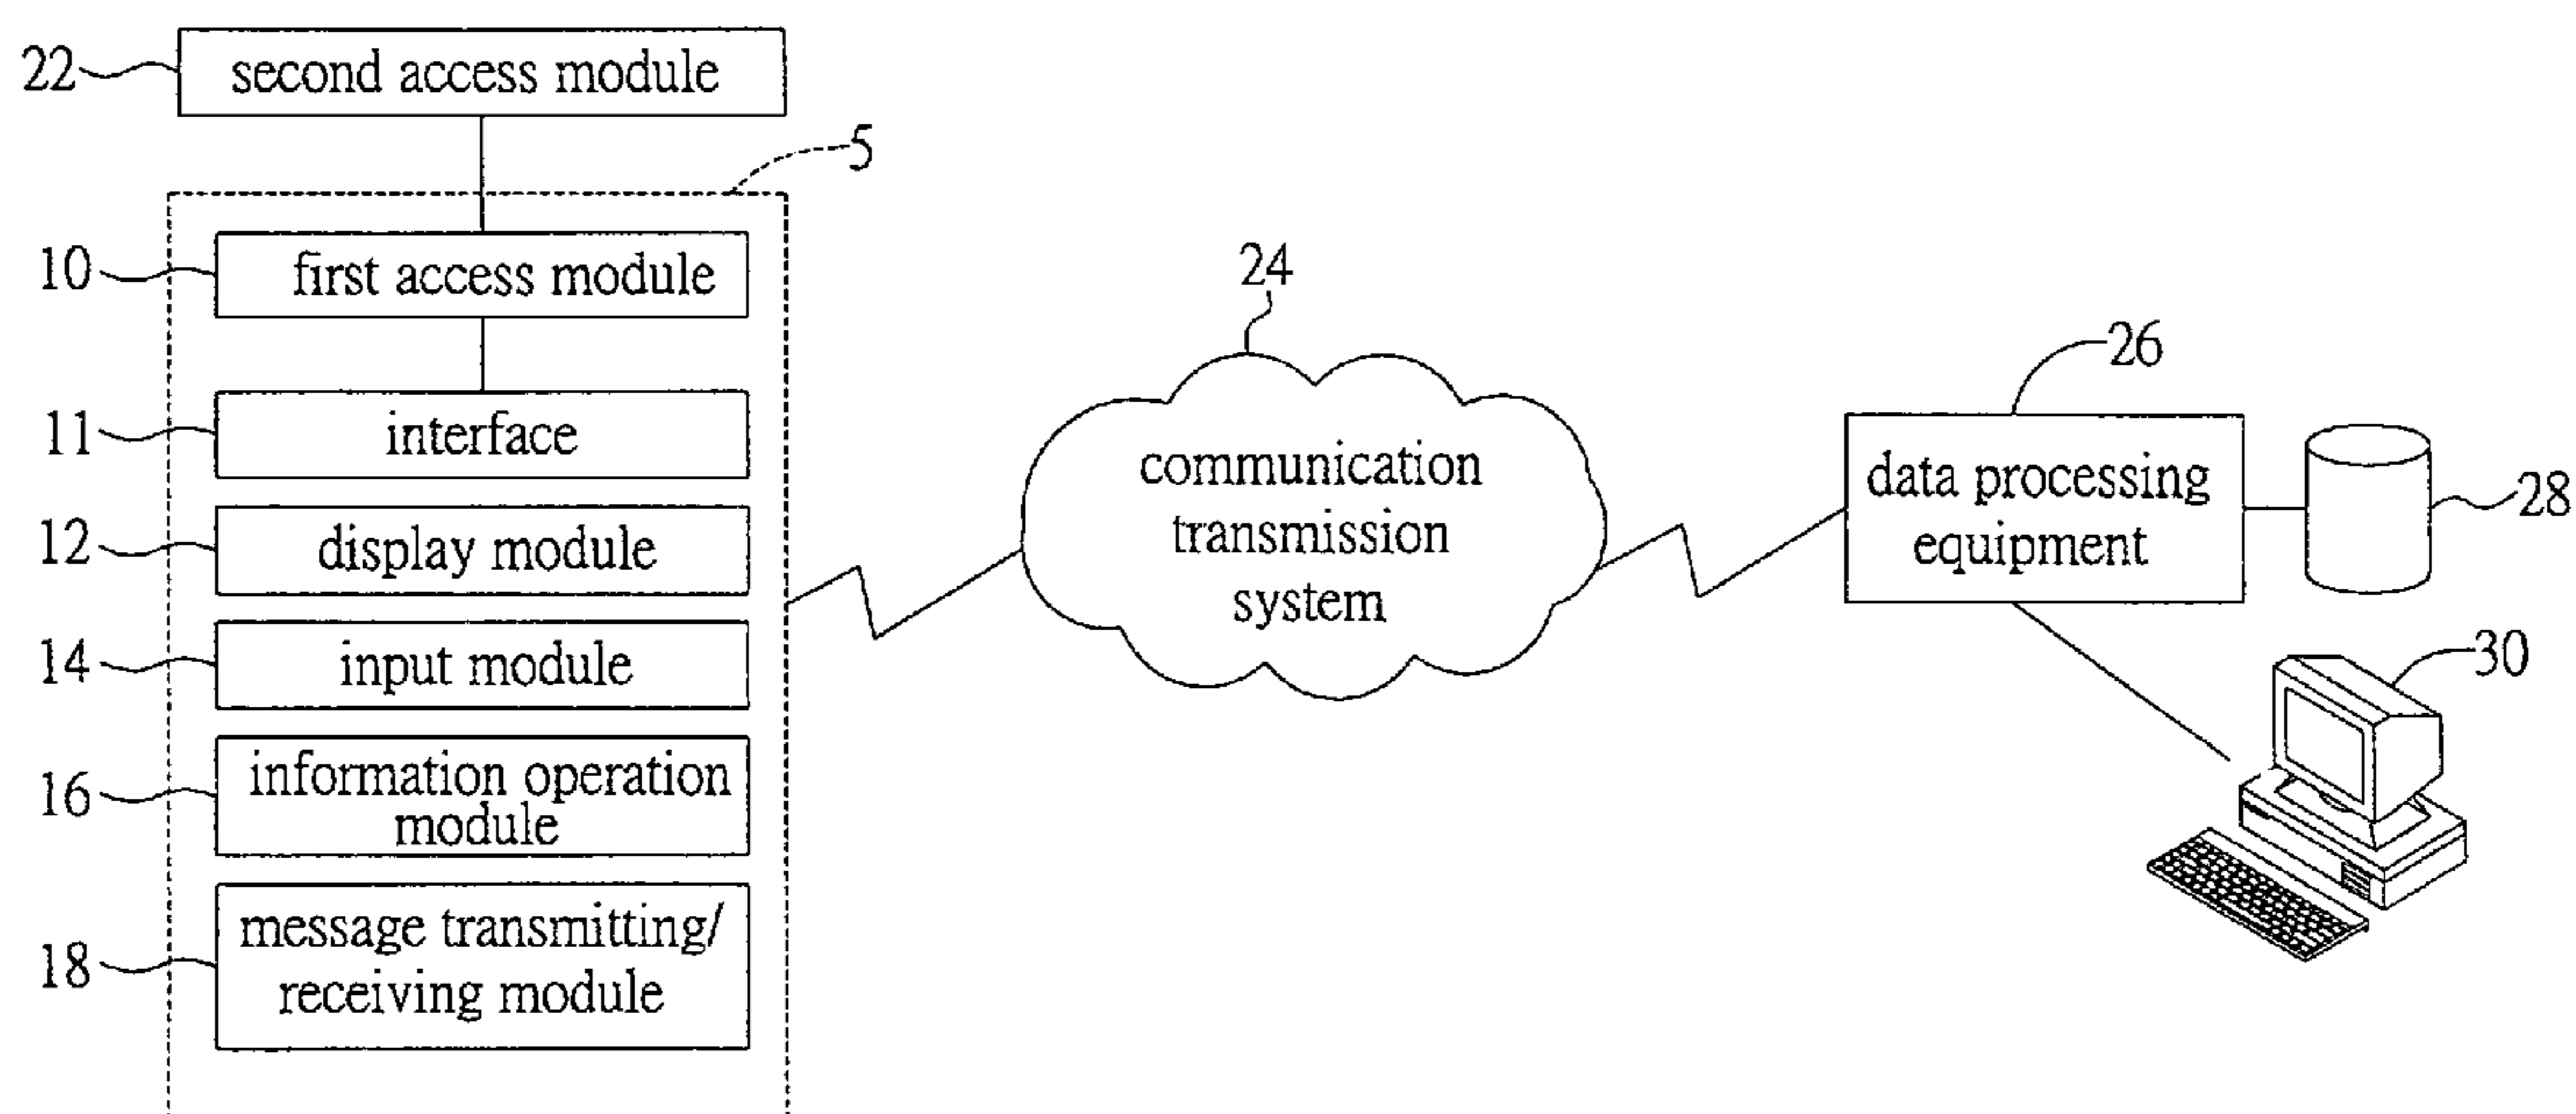 22
second access module
5
10
first access module
11
interface
12
display module
14
input module
16
information operation
module
18
message transmitting/
receiving module
24
communication
transmission
system
26
data processing
equipment
28
30